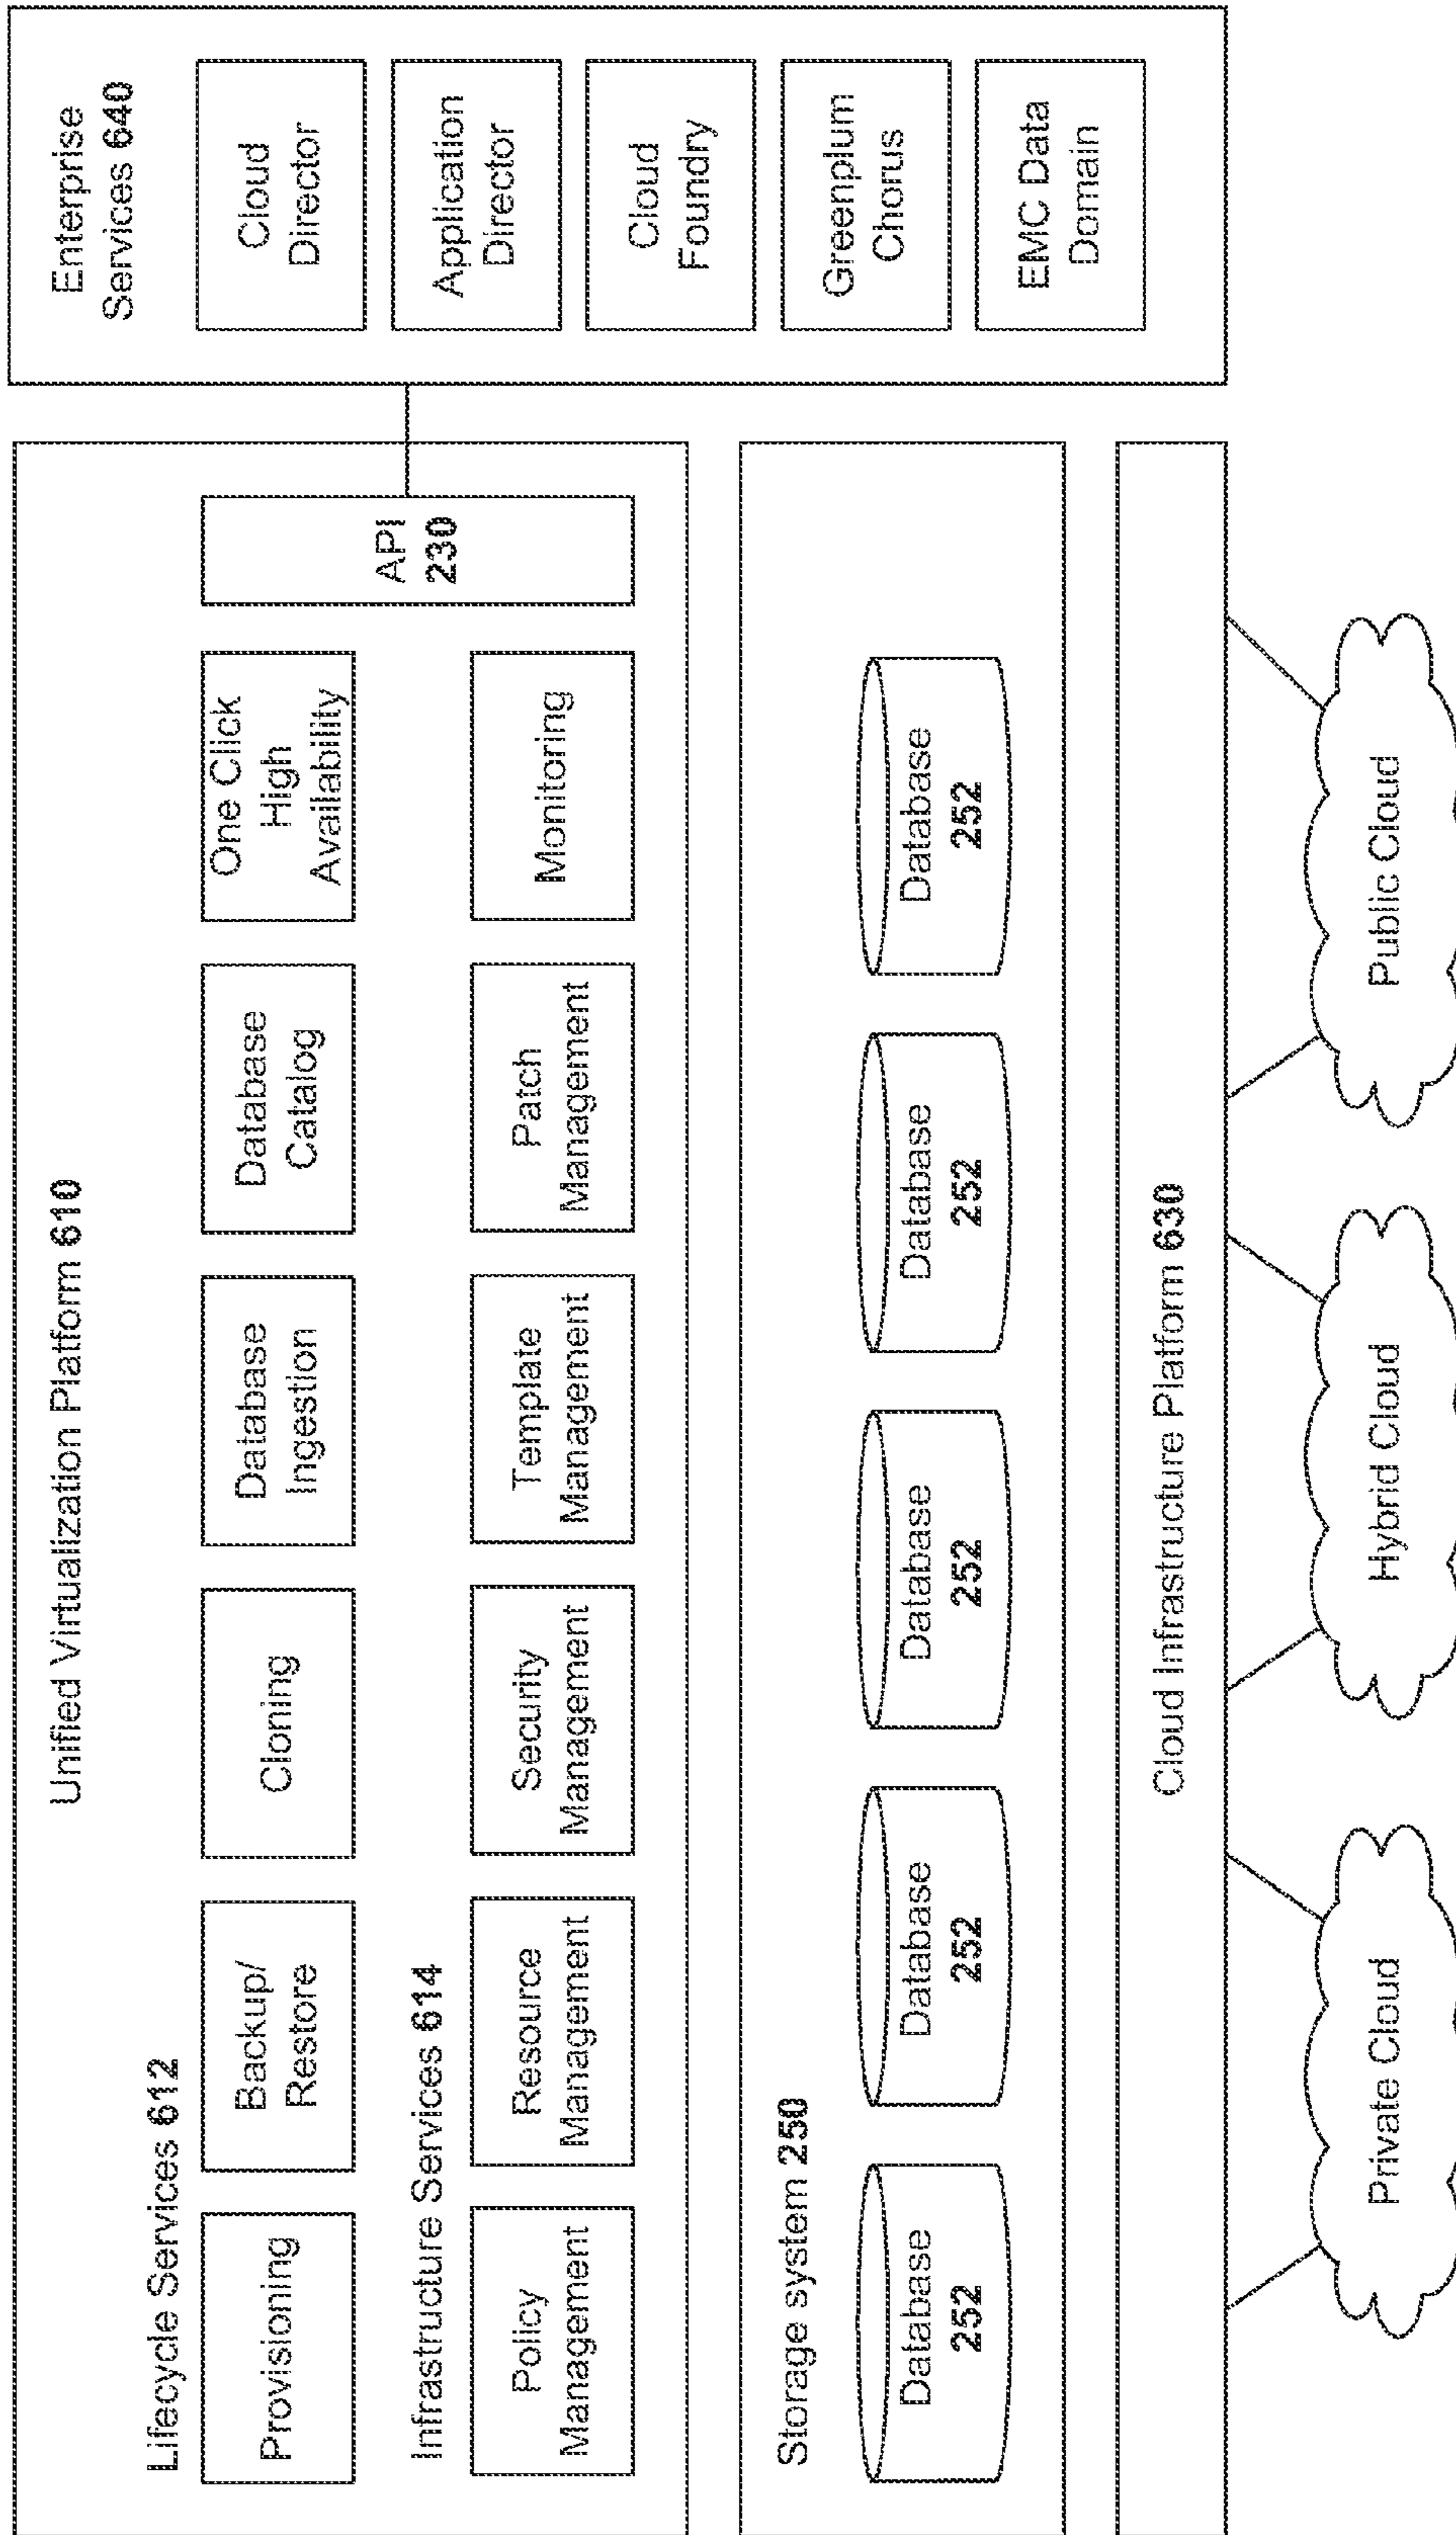 Unified Virtualization Platform 610
Lifecycle Services 612
Provisioning
Backup/
Restore
Cloning
Database
Ingestion
Database
Catalog
One Click
High
Availability
Infrastructure Services 614
Policy
Management
Resource
Management
Security
Management
Template
Management
Patch
Management
Monitoring
API
230
Enterprise
Services 640
Cloud
Director
Application
Director
Cloud
Foundry
Greenplum
Chorus
EMC Data
Domain
Storage system 250
Database
252
Database
252
Database
252
Database
252
Database
252
Cloud Infrastructure Platform 630
Private Cloud
Hybrid Cloud
Public Cloud